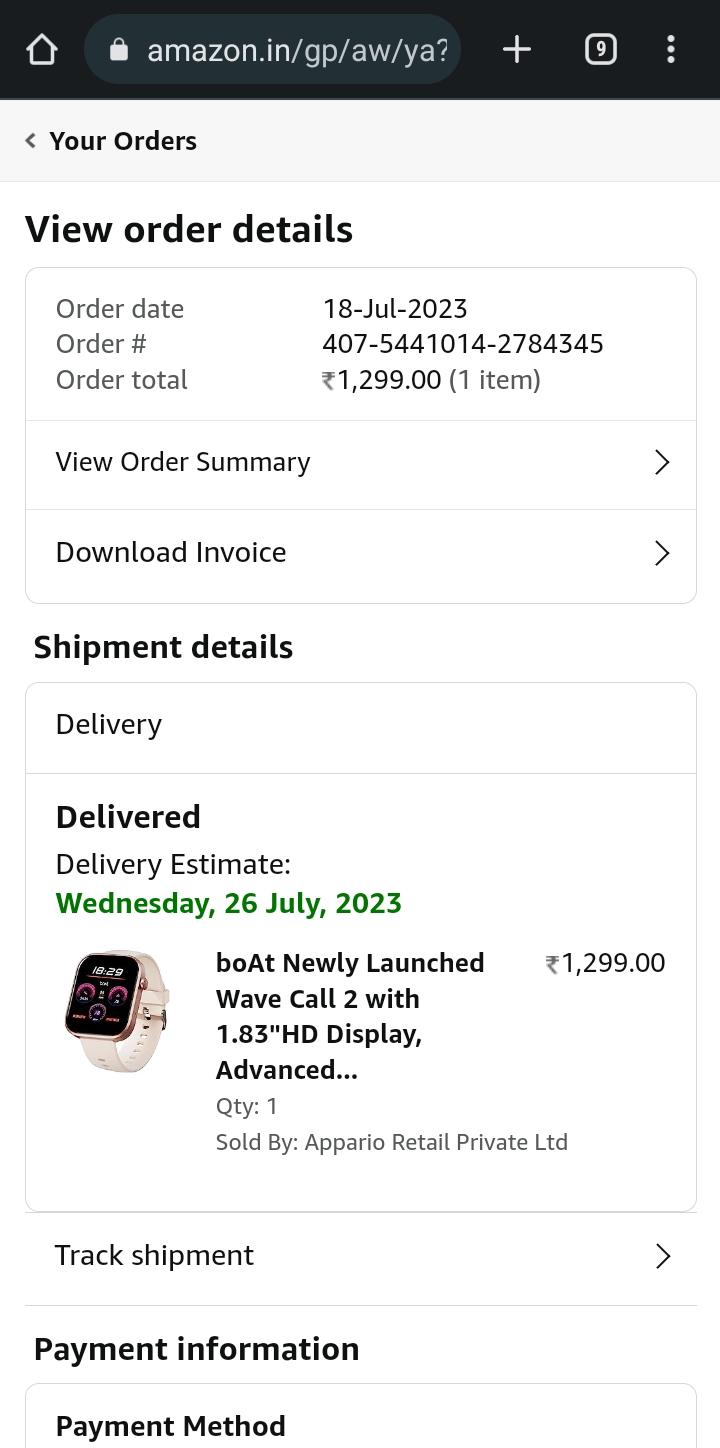 amazon.in/gp/aw/ya?
9
Your Orders
View order details
Order date 18-Jul-2023
Order # 407-5441014-2784345
Order total ₹1,299.00 (1 item)
View Order Summary
Download Invoice
Shipment details
Delivery
Delivered
Delivery Estimate:
Wednesday, 26 July, 2023
18:29
boAt Newly Launched ₹1,299.00
Wave Call 2 with
1.83"HD Display,
Advanced...
Qty: 1
Sold By: Appario Retail Private Ltd
Track shipment
Payment information
Payment Method